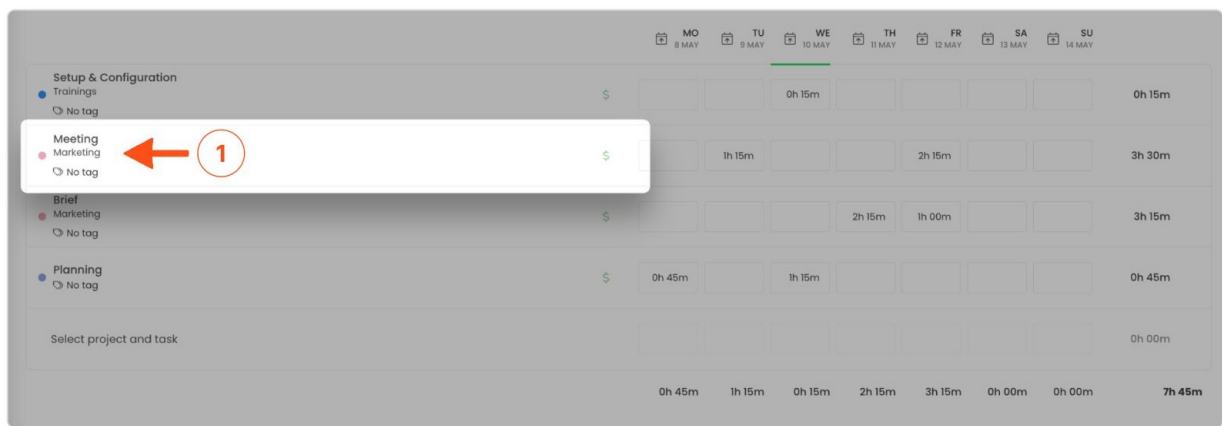 MO TU WE TH FR SA SU
8 MAY 9 MAY 10 MAY 11 MAY 12 MAY 13 MAY 14 MAY
Setup & Configuration
Trainings
No tag
$ 0h 15m 0h 15m
Meeting
Marketing
No tag
1
$ 1h 15m 2h 15m 3h 30m
Brief
Marketing
No tag
$ 2h 15m 1h 00m 3h 15m
Planning
No tag
$ 0h 45m 1h 15m 0h 45m
Select project and task 0h 00m
0h 45m 1h 15m 0h 15m 2h 15m 3h 15m 0h 00m 0h 00m 7h 45m